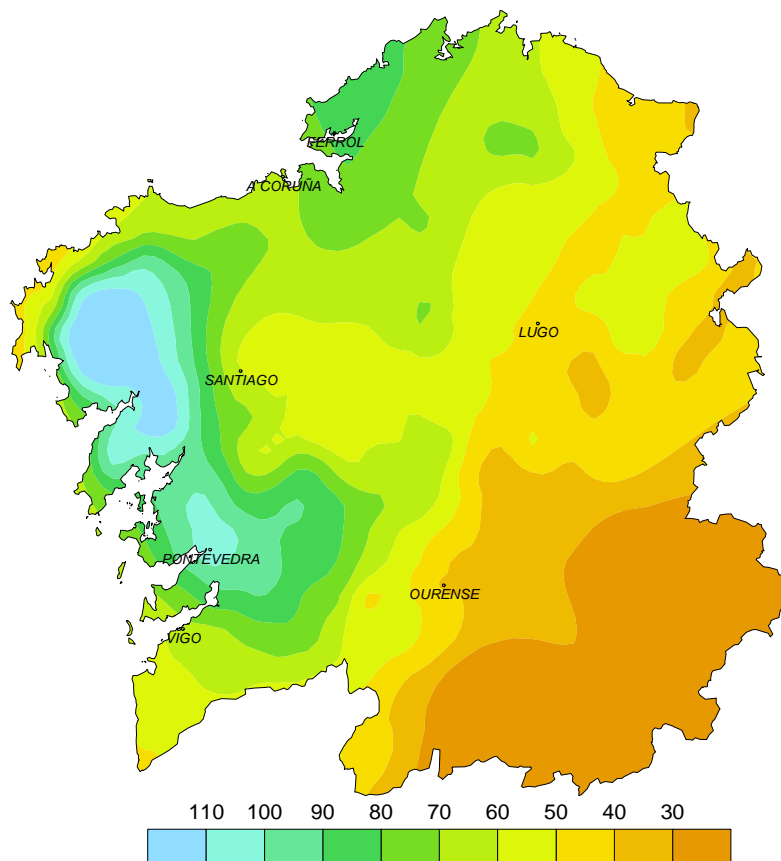 FERROL
A CORUÑA
LUGO
SANTIAGO
PONTEVEDRA
OURENSE
VIGO
110 100 90 80 70 60 50 40 30